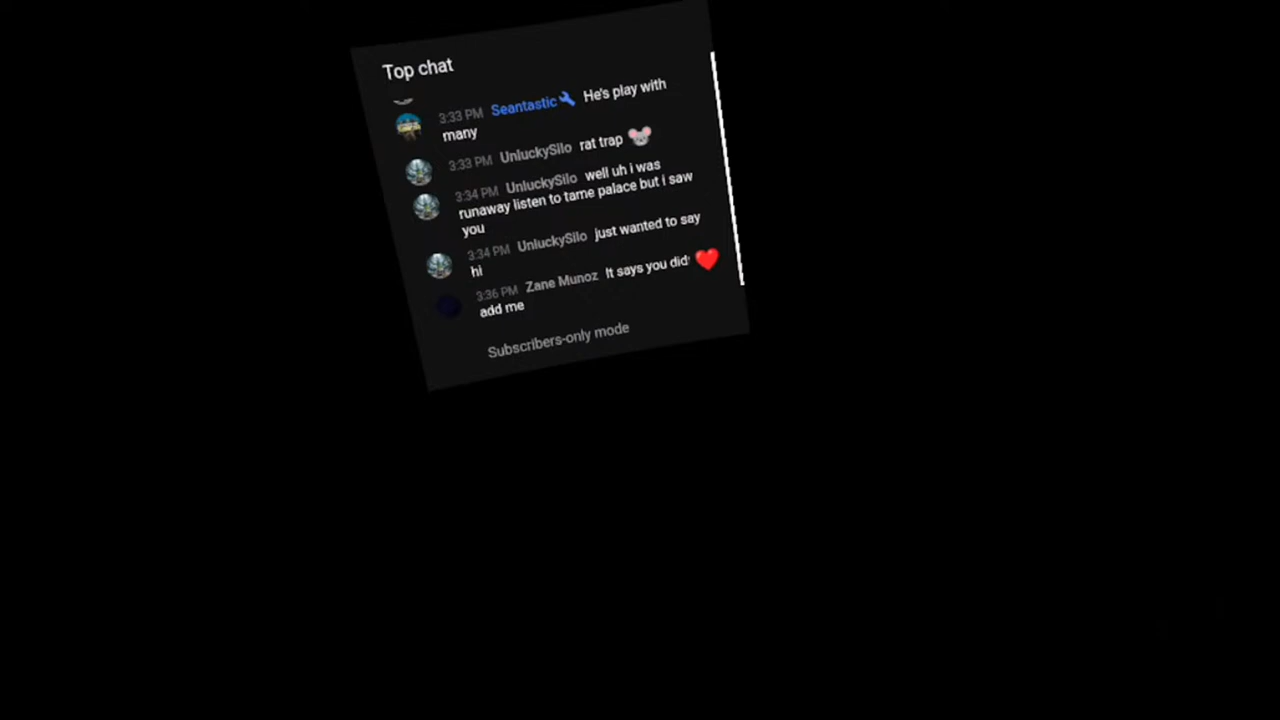 Top chat
3:33 PM Seantastic He's play with
many
3:33 PM UnluckySilo rat trap
3:34 PM UnluckySilo well uh i was
runaway listen to tame palace but i saw
you
3:34 PM UnluckySilo just wanted to say
hi
3:36 PM Zane Munoz It says you did
add me
Subscribers-only mode